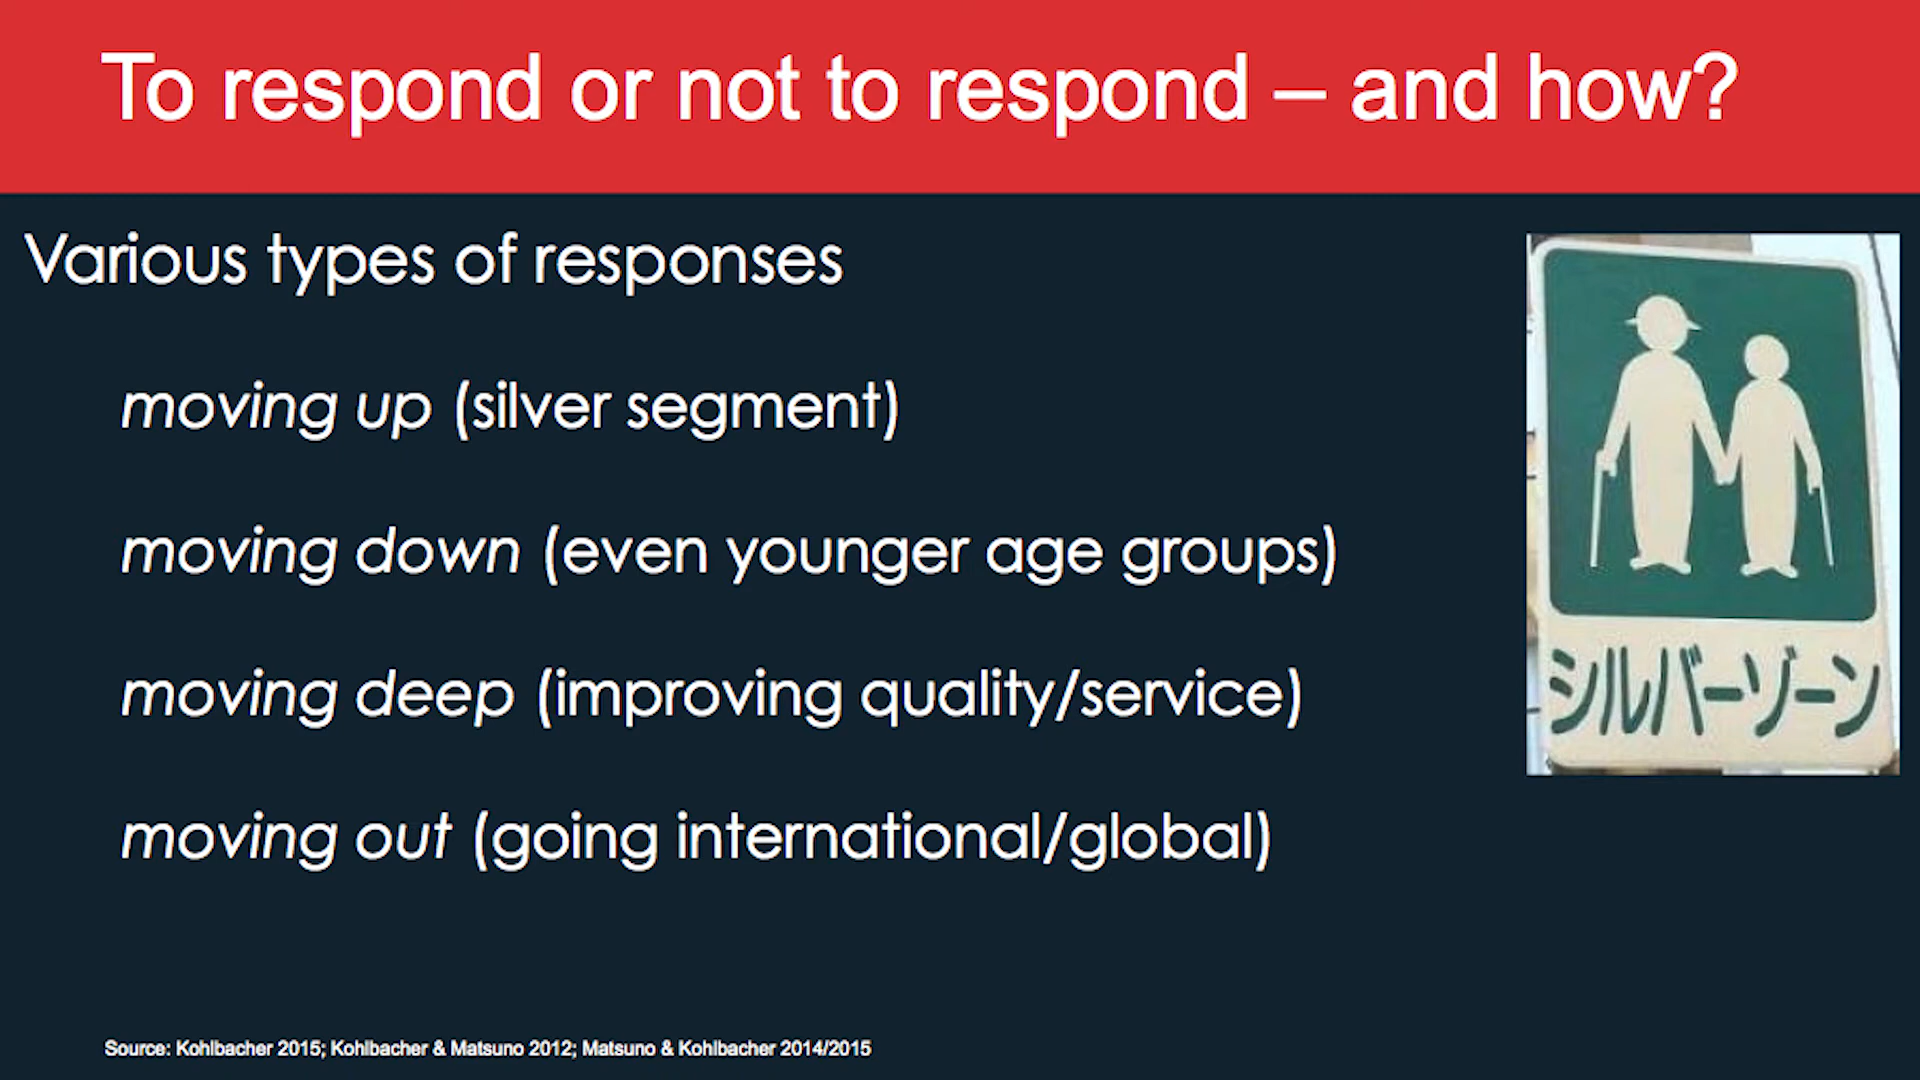 To respond or not to respond – and how?
Various types of responses
moving up (silver segment)
moving down (even younger age groups)
moving deep (improving quality/service)
moving out (going international/global)
シルバーゾーン
Source: Kohlbacher 2015; Kohlbacher & Matsuno 2012; Matsuno & Kohlbacher 2014/2015